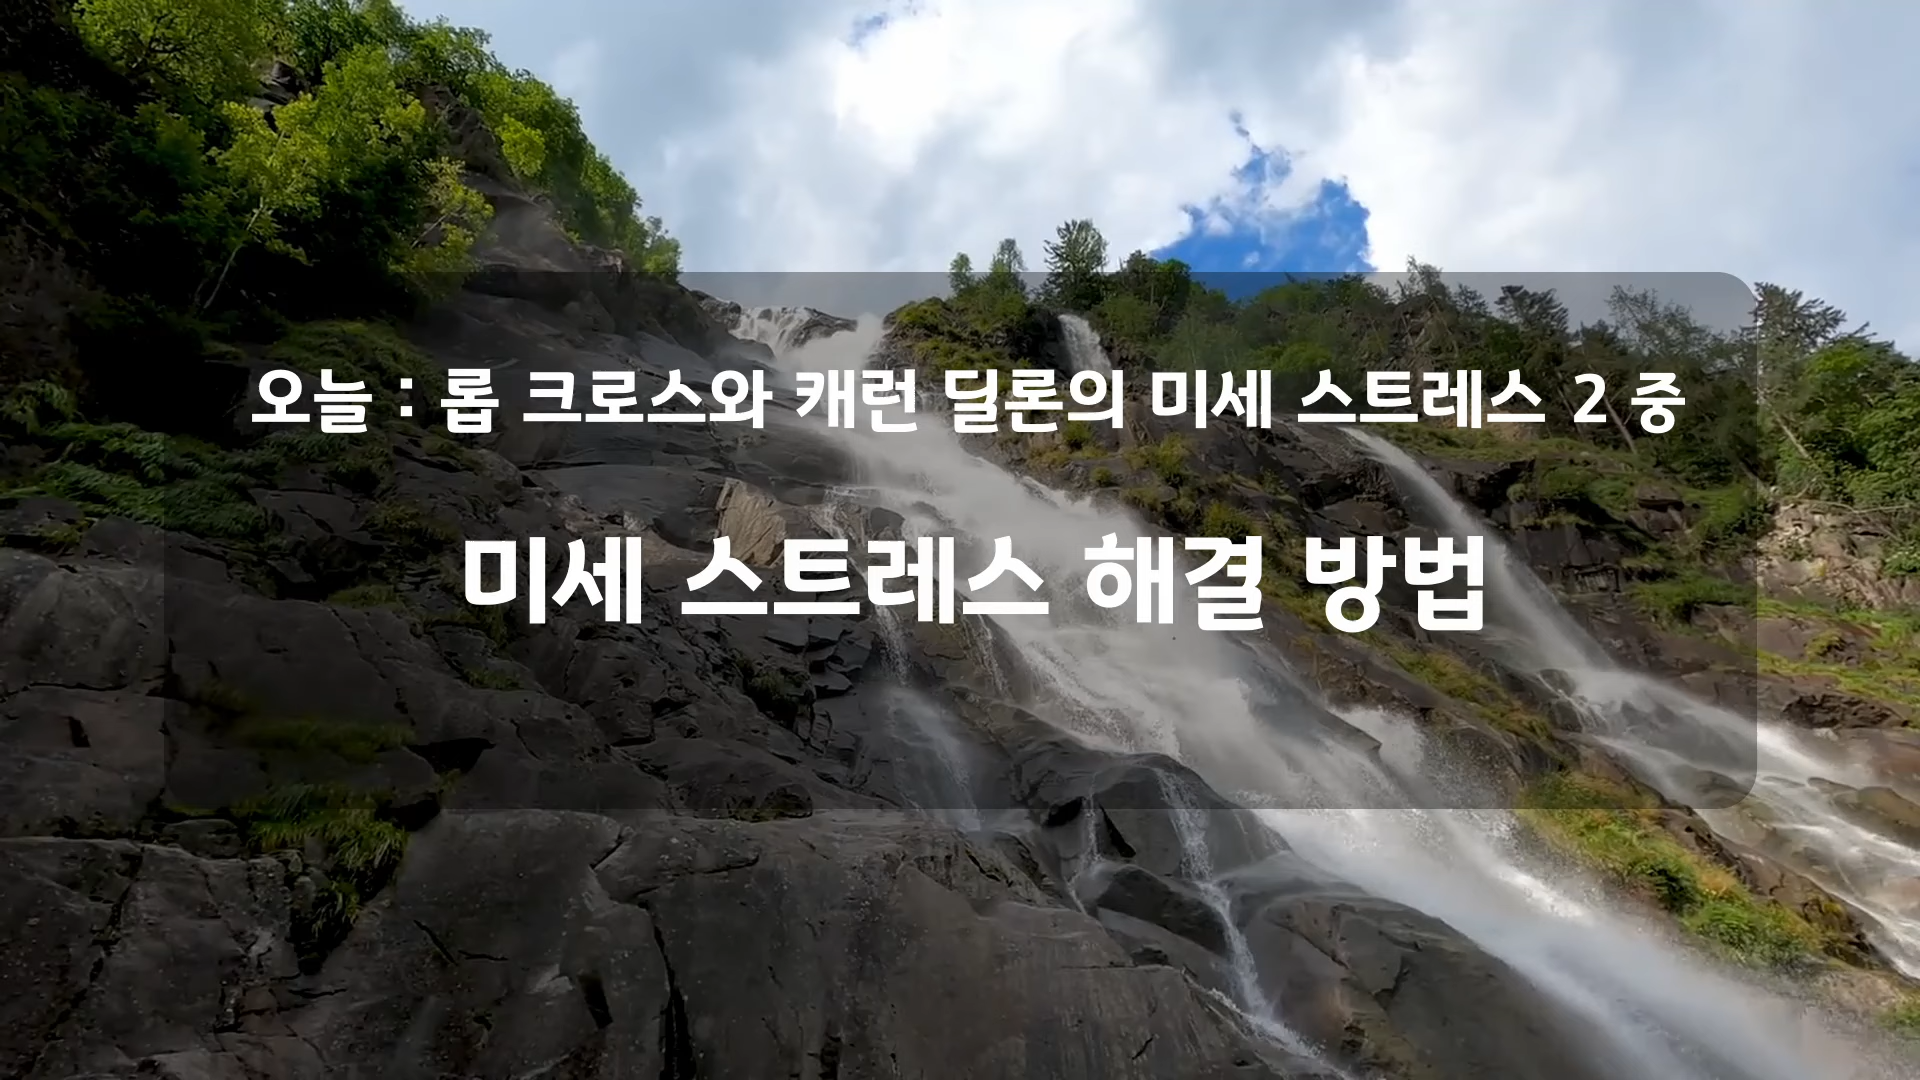 오늘 : 롭 크로스와 캐런 딜론의 미세 스트레스 2 중
미세 스트레스 해결 방법